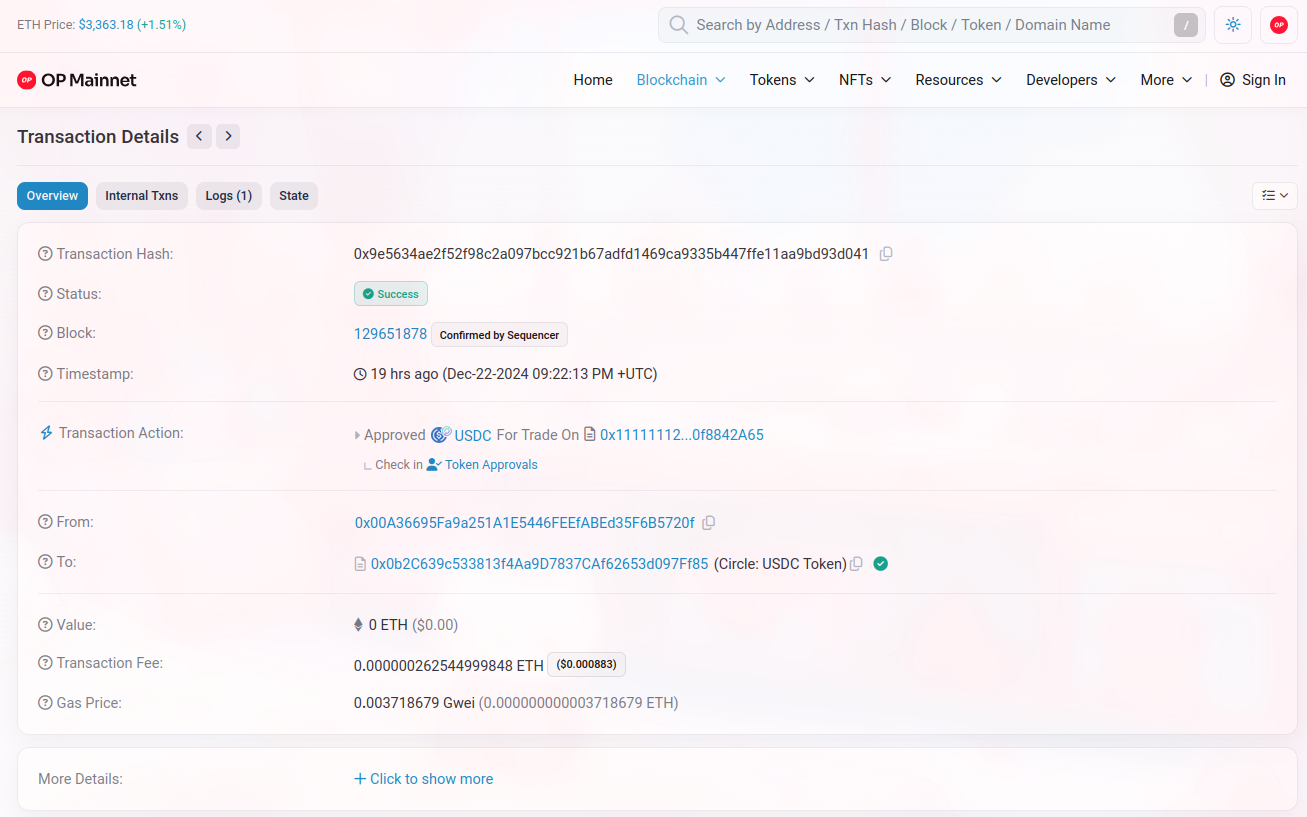 ETH Price: $3,363.18 (+1.51%)
Search by Address / Txn Hash / Block / Token / Domain Name
/
OP
OP OP Mainnet
Home Blockchain Tokens NFTs Resources Developers More | Sign In
Transaction Details
Overview Internal Txns Logs (1) State
Transaction Hash: 0x9e5634ae2f52f98c2a097bcc921b67adfd1469ca9335b447ffe11aa9bd93d041
Status: Success
Block: 129651878 Confirmed by Sequencer
Timestamp: 19 hrs ago (Dec-22-2024 09:22:13 PM +UTC)
Transaction Action: Approved USDC For Trade On 0x11111112...0f8842A65
Check in Token Approvals
From: 0x00A36695Fa9a251A1E5446FEEfABEd35F6B5720f
To: 0x0b2C639c533813f4Aa9D7837CAf62653d097Ff85 (Circle: USDC Token)
Value: 0 ETH ($0.00)
Transaction Fee: 0.000000262544999848 ETH ($0.000883)
Gas Price: 0.003718679 Gwei (0.000000000003718679 ETH)
More Details: + Click to show more